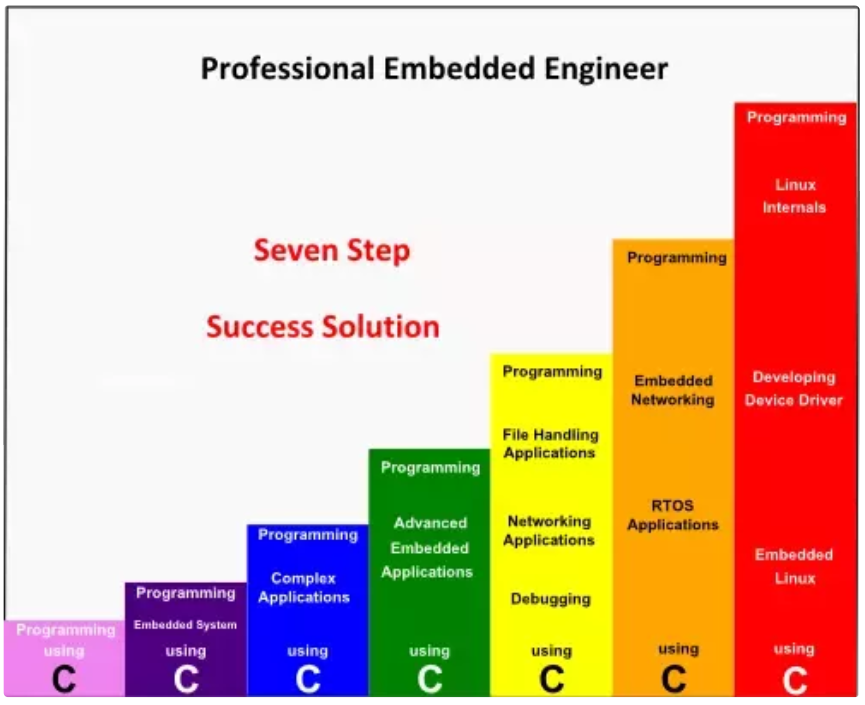 Professional Embedded Engineer
Seven Step
Success Solution
Programming
using
C
Programming
Embedded System
using
C
Programming
Complex
Applications
using
C
Programming
Advanced
Embedded
Applications
using
C
Programming
File Handling
Applications
Networking
Applications
Debugging
using
C
Programming
Embedded
Networking
RTOS
Applications
using
C
Programming
Linux
Internals
Developing
Device Driver
Embedded
Linux
using
C